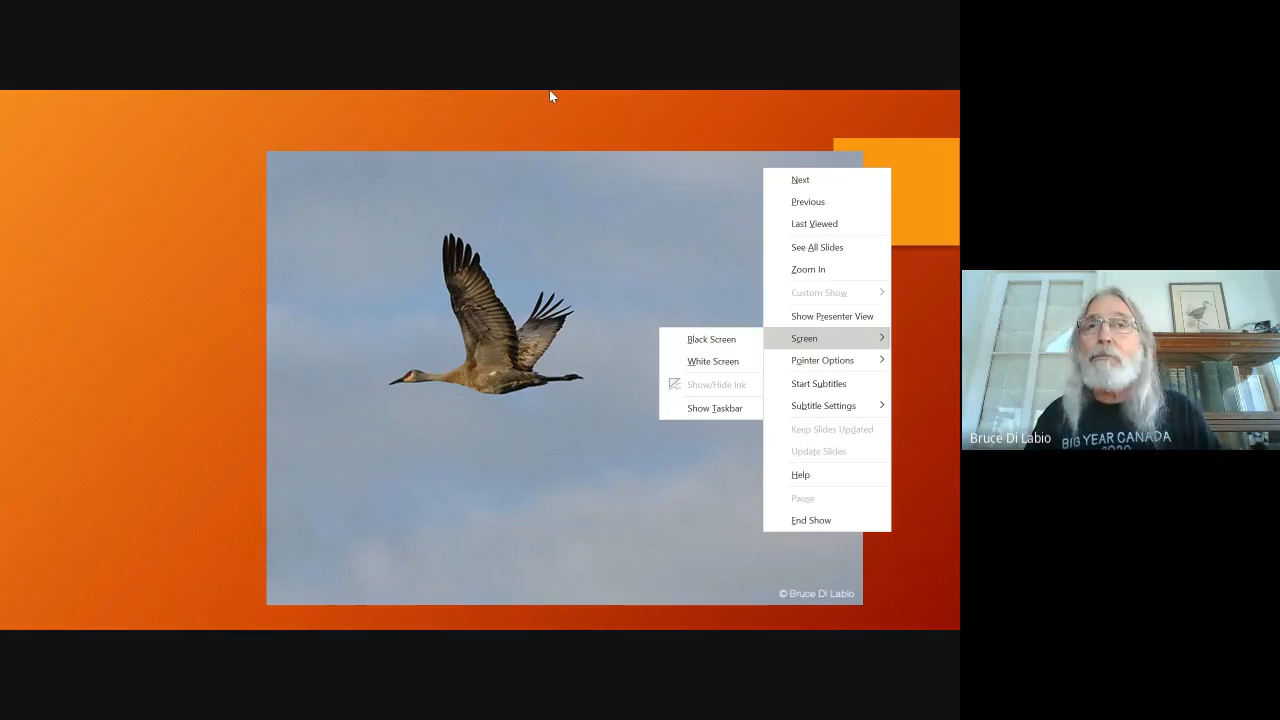 Next
Previous
Last Viewed
See All Slides
Zoom In
Custom Show
Show Presenter View
Screen
Pointer Options
Start Subtitles
Subtitle Settings
Keep Slides Updated
Update Slides
Help
Pause
End Show
Black Screen
White Screen
Show/Hide Ink
Show Taskbar
© Bruce Di Labio
Bruce Di Labio
BIG YEAR CANADA
2020